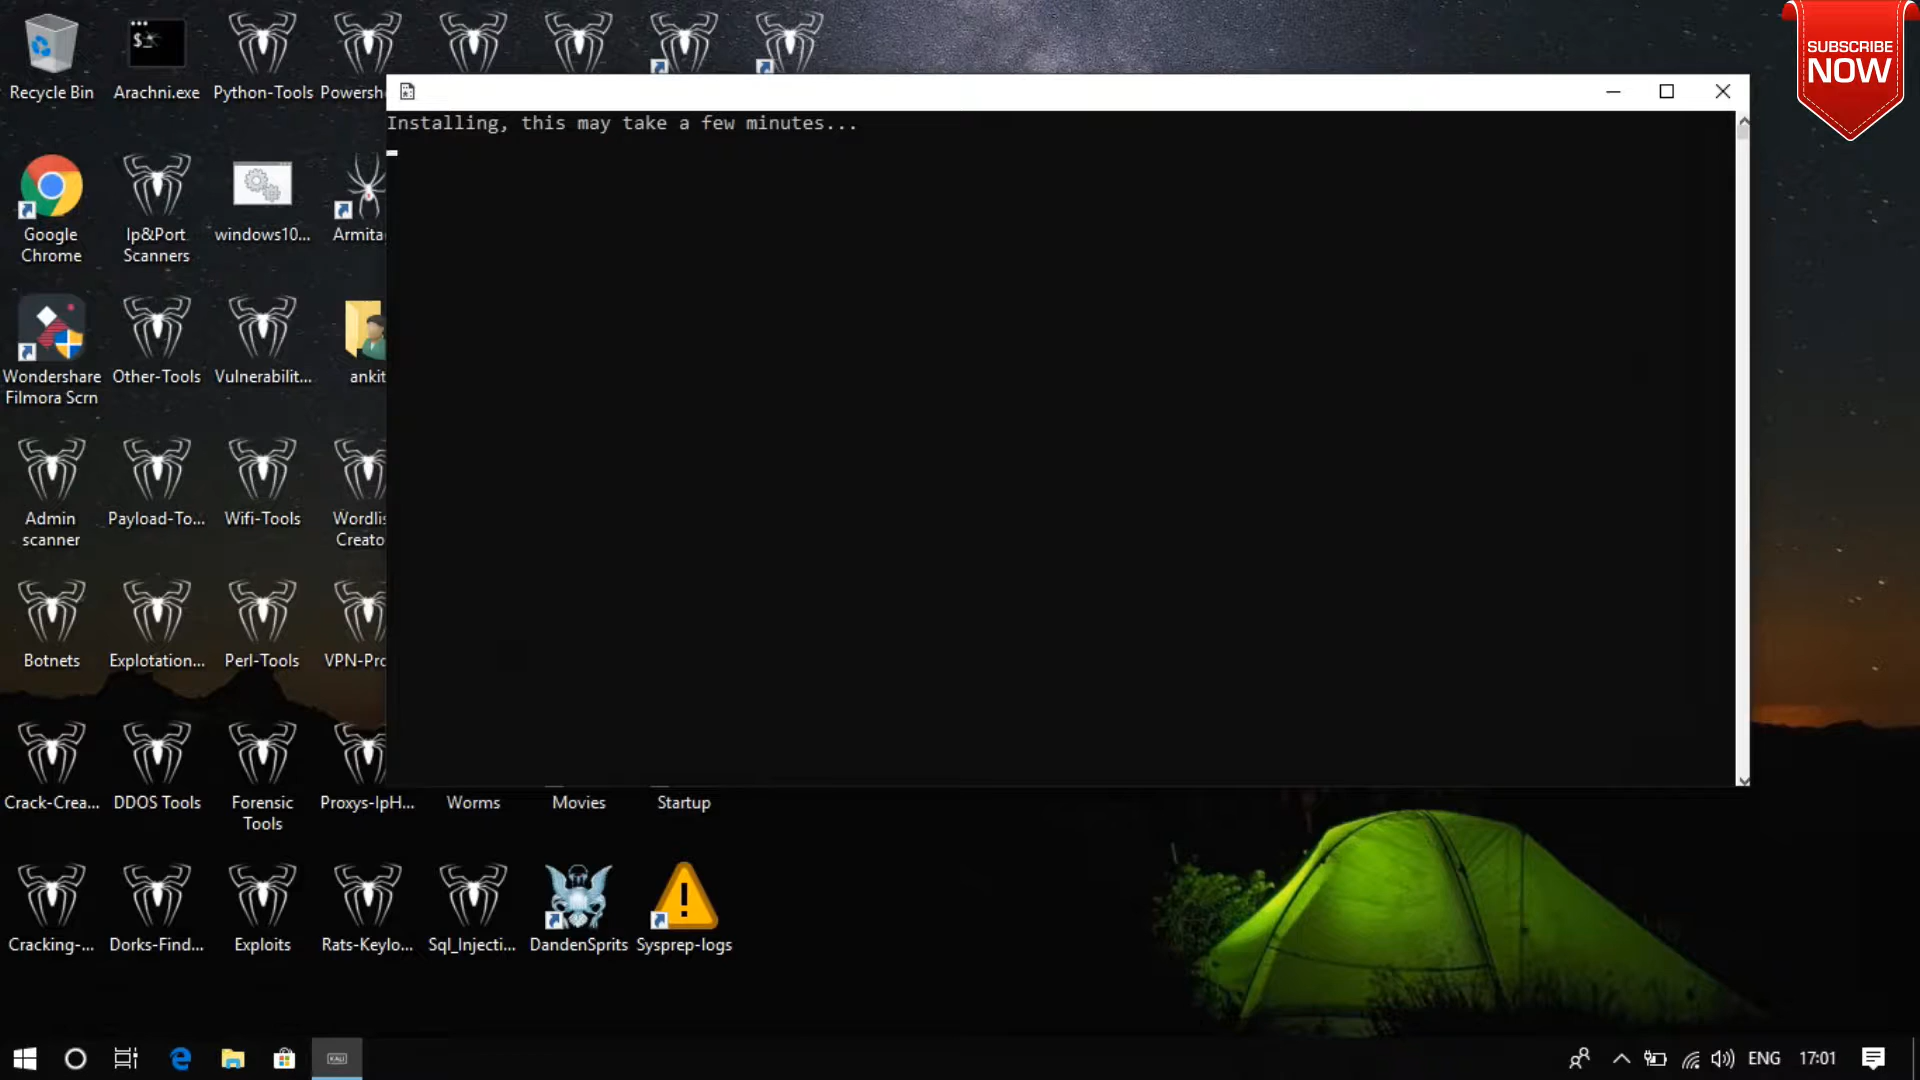 SUBSCRIBE
NOW
Recycle Bin
Arachni.exe
Python-Tools
Powersh
Installing, this may take a few minutes...
Google
Chrome
Ip&Port
Scanners
windows10...
Armita
Wondershare
Filmora Scrn
Other-Tools
Vulnerabilit...
ankit
Admin
scanner
Payload-To...
Wifi-Tools
Wordlis
Creato
Botnets
Explotation...
Perl-Tools
VPN-Pro
Crack-Crea...
DDOS Tools
Forensic
Tools
Proxys-IpH...
Worms
Movies
Startup
Cracking-...
Dorks-Find...
Exploits
Rats-Keylo...
Sql_Injecti...
DandenSprits
Sysprep-logs
KALI
ENG
17:01